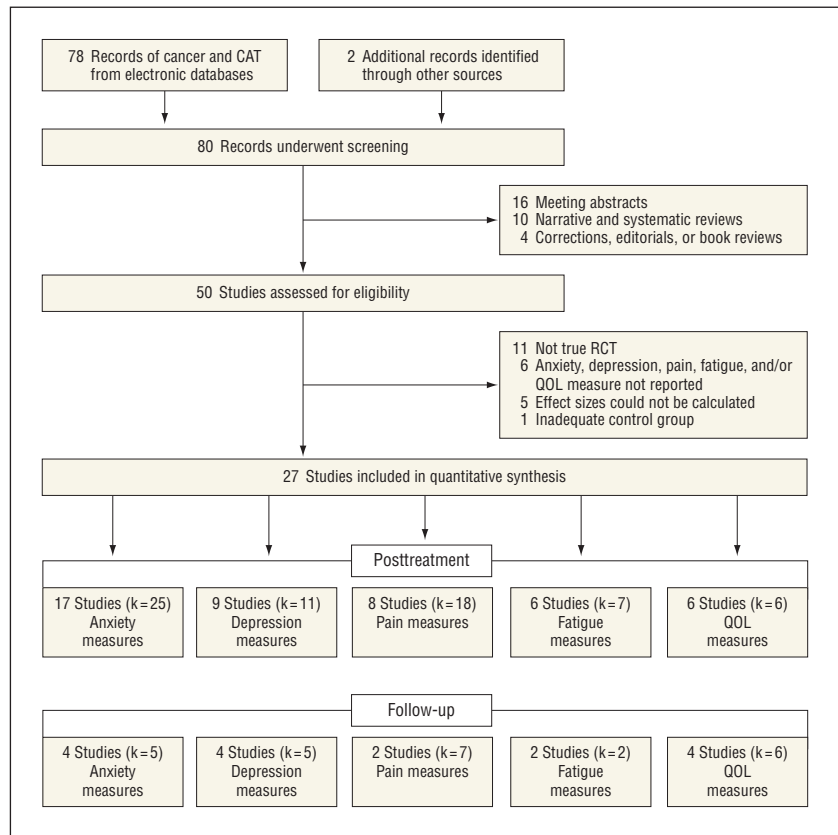 78 Records of cancer and CAT
from electronic databases
2 Additional records identified
through other sources
80 Records underwent screening
16 Meeting abstracts
10 Narrative and systematic reviews
4 Corrections, editorials, or book reviews
50 Studies assessed for eligibility
11 Not true RCT
6 Anxiety, depression, pain, fatigue, and/or
QOL measure not reported
5 Effect sizes could not be calculated
1 Inadequate control group
27 Studies included in quantitative synthesis
Posttreatment
17 Studies (k=25)
Anxiety
measures
9 Studies (k=11)
Depression
measures
8 Studies (k=18)
Pain measures
6 Studies (k=7)
Fatigue
measures
6 Studies (k=6)
QOL
measures
Follow-up
4 Studies (k=5)
Anxiety
measures
4 Studies (k=5)
Depression
measures
2 Studies (k=7)
Pain measures
2 Studies (k=2)
Fatigue
measures
4 Studies (k=6)
QOL
measures